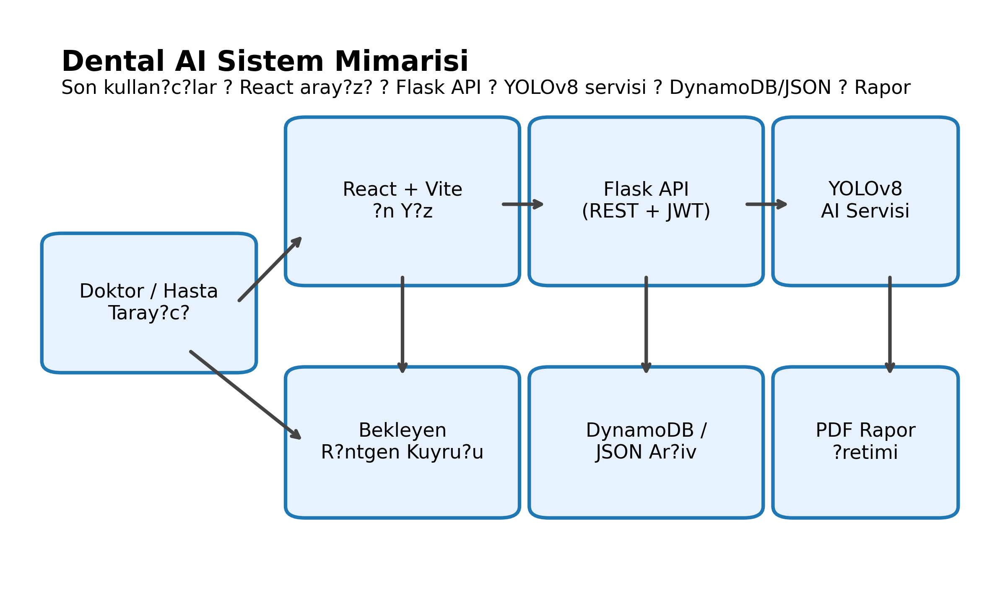 Dental AI Sistem Mimarisi
Son kullan?c?lar ? React aray?z? ? Flask API ? YOLOv8 servisi ? DynamoDB/JSON ? Rapor
React + Vite
?n Y?z
Flask API
(REST + JWT)
YOLOv8
AI Servisi
Doktor / Hasta
Taray?c?
Bekleyen
R?ntgen Kuyru?u
DynamoDB /
JSON Ar?iv
PDF Rapor
?retimi